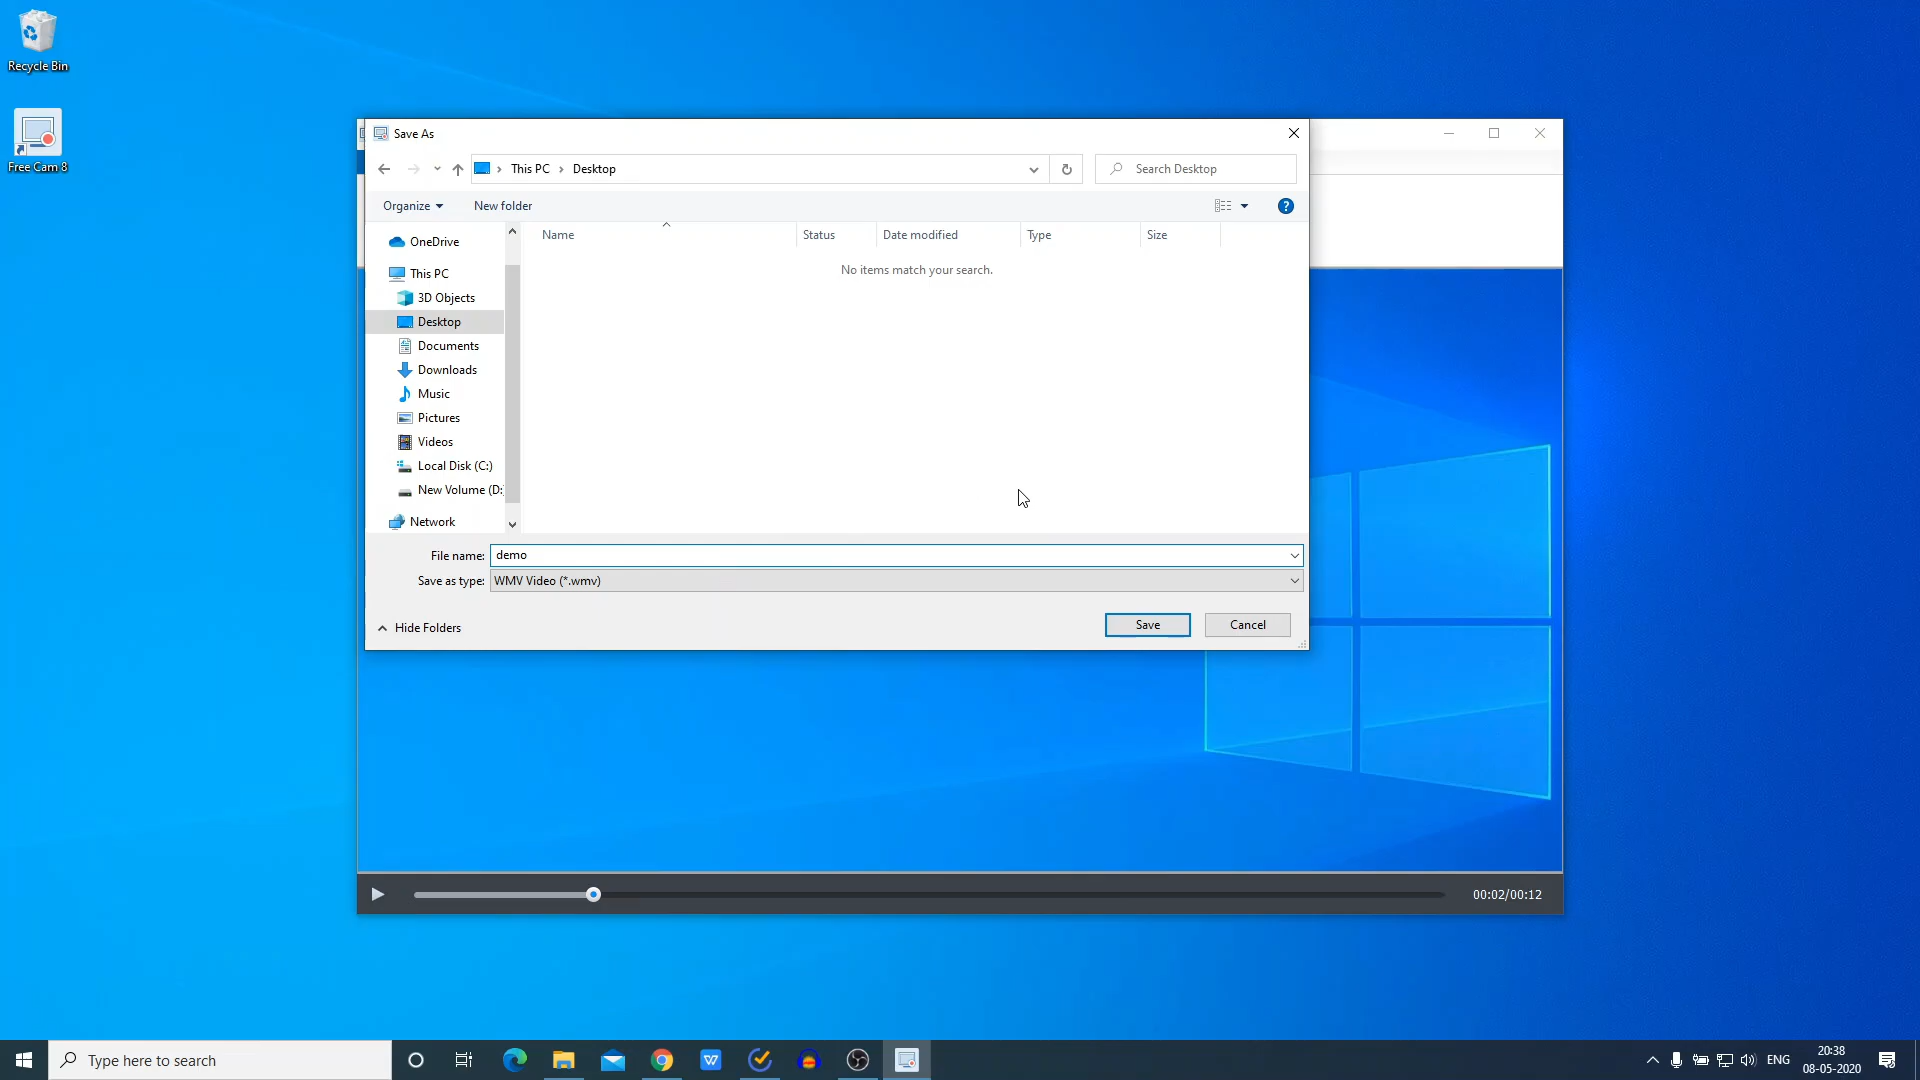 Recycle Bin
Free Cam 8
Save As
This PC
Desktop
Search Desktop
Organize
New folder
?
Name
Status
Date modified
Type
Size
No items match your search.
OneDrive
This PC
3D Objects
Desktop
Documents
Downloads
Music
Pictures
Videos
Local Disk (C:)
New Volume (D:
Network
File name: demo
Save as type: WMV Video (*.wmv)
Hide Folders
Save
Cancel
00:02/00:12
Type here to search
W
ENG
20:38
08-05-2020